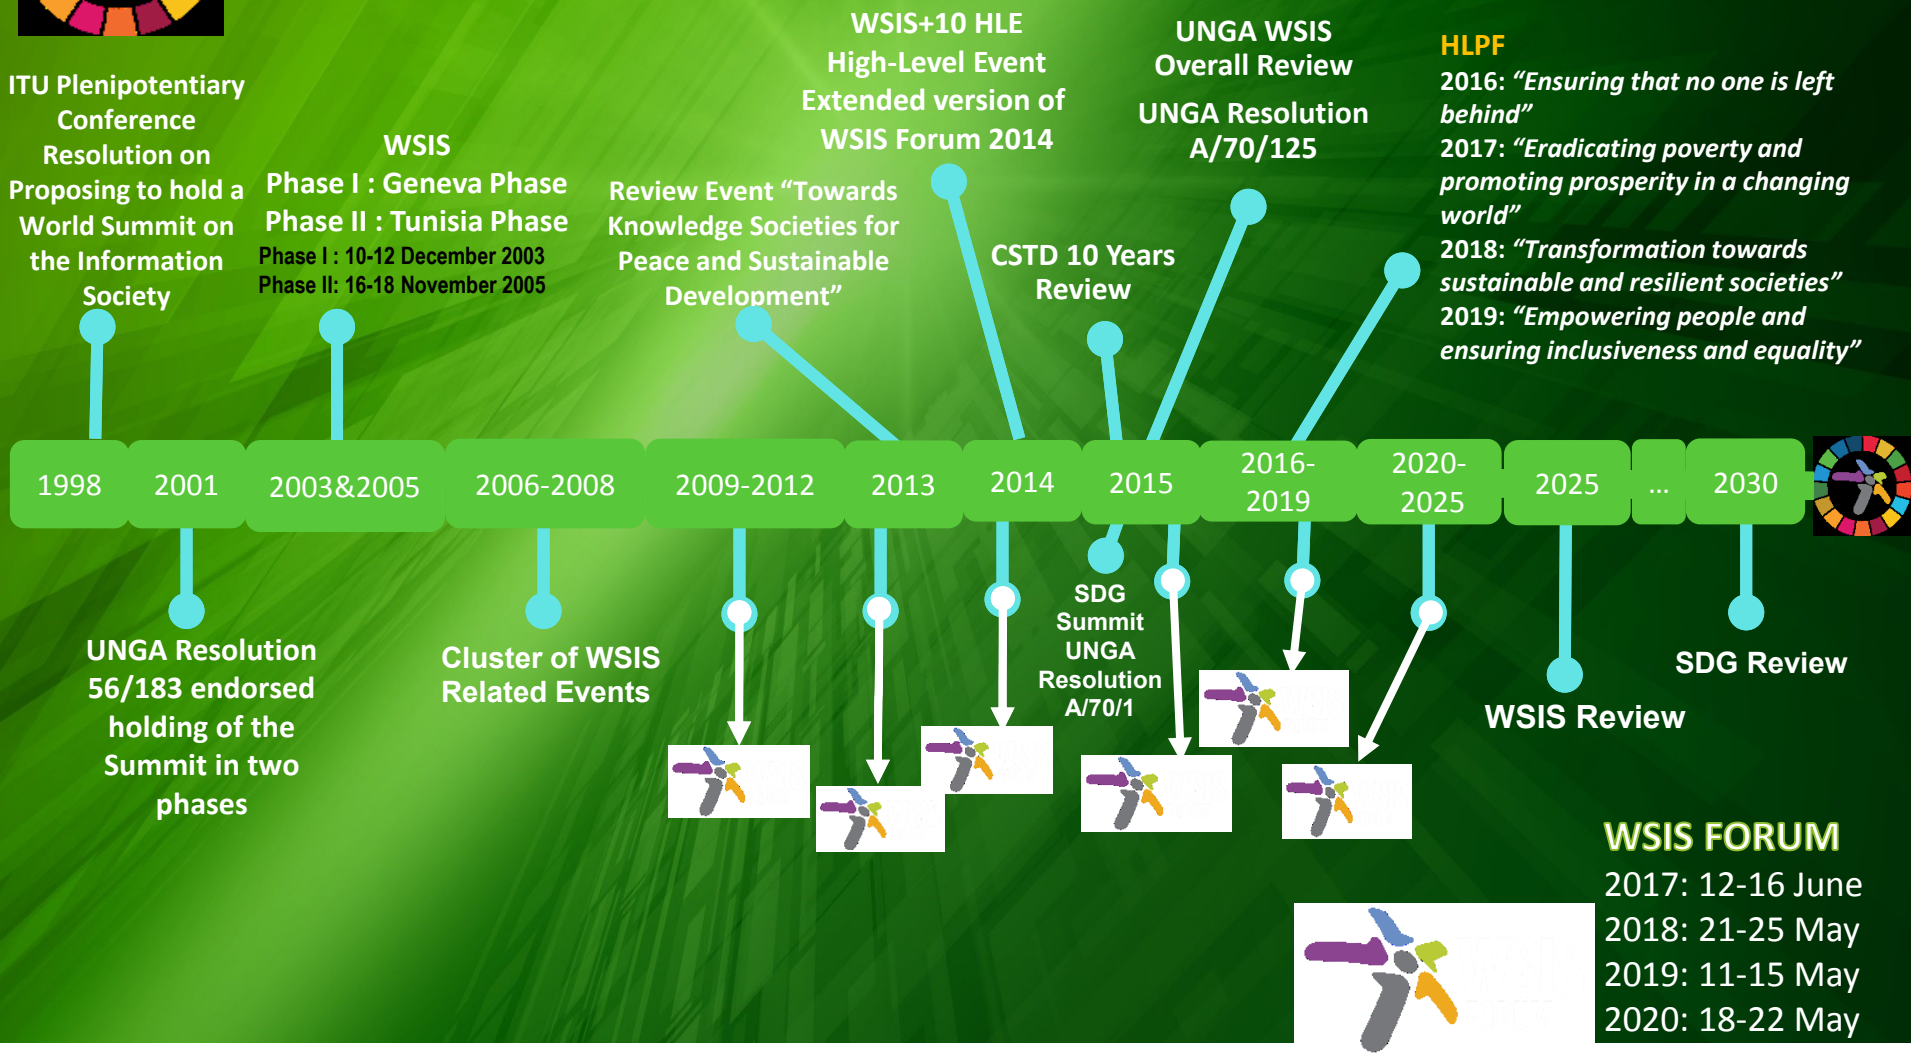 ITU Plenipotentiary
Conference
Resolution on
Proposing to hold a
World Summit on
the Information
Society
WSIS
Phase I : Geneva Phase
Phase II : Tunisia Phase
Phase I : 10-12 December 2003
Phase II: 16-18 November 2005
Review Event “Towards
Knowledge Societies for
Peace and Sustainable
Development”
WSIS+10 HLE
High-Level Event
Extended version of
WSIS Forum 2014
CSTD 10 Years
Review
UNGA WSIS
Overall Review
UNGA Resolution
A/70/125
HLPF
2016: “Ensuring that no one is left
behind”
2017: “Eradicating poverty and
promoting prosperity in a changing
world”
2018: “Transformation towards
sustainable and resilient societies”
2019: “Empowering people and
ensuring inclusiveness and equality”
1998
2001
2003&2005
2006-2008
2009-2012
2013
2014
2015
2016-
2019
2020-
2025
2025
...
2030
UNGA Resolution
56/183 endorsed
holding of the
Summit in two
phases
Cluster of WSIS
Related Events
SDG
Summit
UNGA
Resolution
A/70/1
WSIS Review
SDG Review
WSIS FORUM
2017: 12-16 June
2018: 21-25 May
2019: 11-15 May
2020: 18-22 May